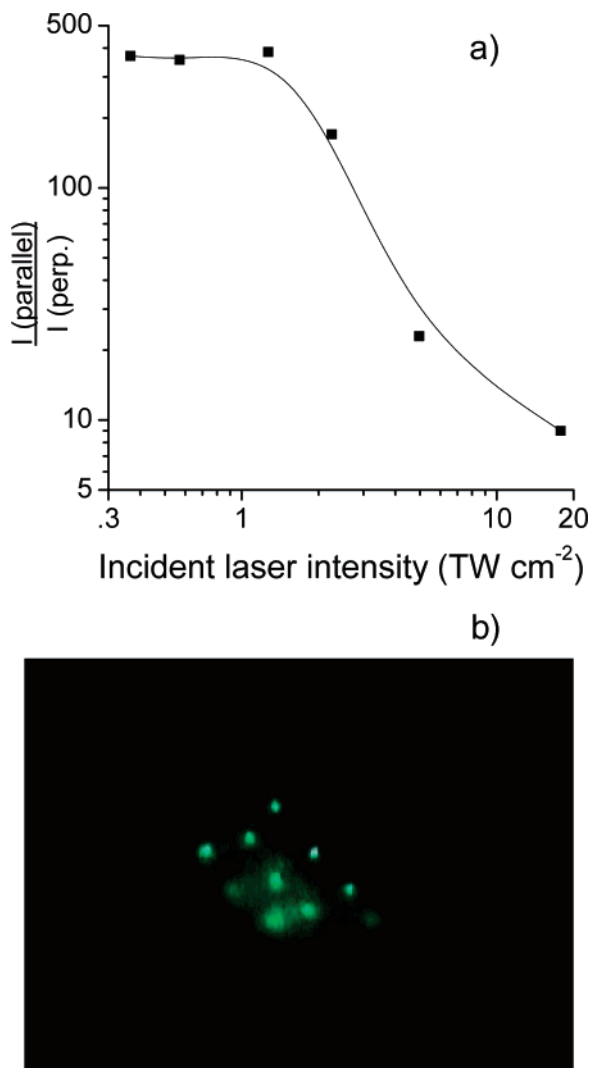 a)
500
100
10
5
I (parallel)
I (perp.)
.3 1 10 20
Incident laser intensity (TW cm⁻²)
b)